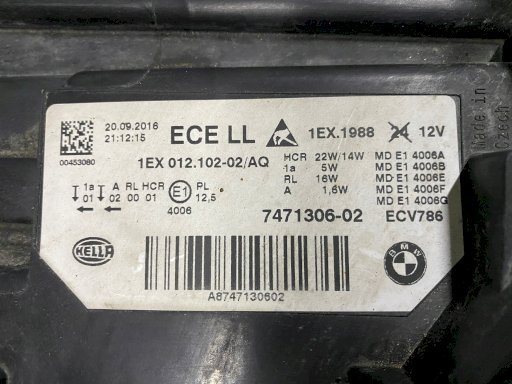 20.09.2016
21:12:15
00453080
ECE LL
1EX.1988 24 12V
1EX 012.102-02/AQ
HCR 22W/14W MD E1 4006A
1a 5W MD E1 4006B
RL 16W MD E1 4006E
A 1,6W MD E1 4006F
MD E1 4006G
1a A RL HCR E1 PL
01 02 00 01 12,5
4006
7471306-02 ECV786
HELLA
BMW
A8747130602
Made in
Czech